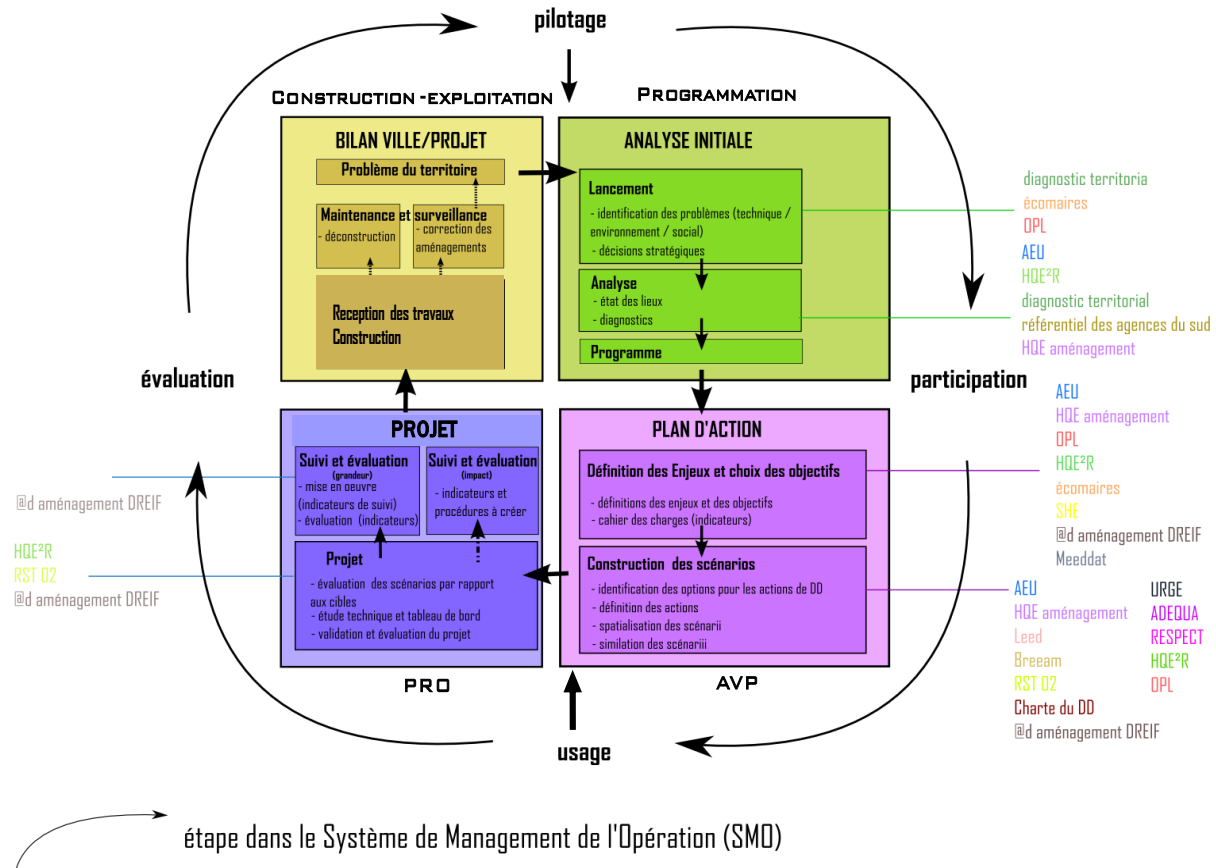 pilotage
CONSTRUCTION -EXPLOITATION
PROGRAMMATION
BILAN VILLE/PROJET
Problème du territoire
Maintenance et surveillance
- déconstruction
- correction des
aménagements
Reception des travaux
Construction
ANALYSE INITIALE
Lancement
- identification des problèmes (technique /
environnement / social)
- décisions stratégiques
Analyse
- état des lieux
- diagnostics
Programme
diagnostic territoria
écomaires
OPL
AEU
HQE²R
diagnostic territorial
référentiel des agences du sud
HQE aménagement
évaluation
participation
PROJET
Suivi et évaluation
(grandeur)
- mise en oeuvre
(indicateurs de suivi)
- évaluation (indicateurs)
Suivi et évaluation
(impact)
- indicateurs et
procédures à créer
Projet
- évaluation des scénarios par rapport
aux cibles
- étude technique et tableau de bord
- validation et évaluation du projet
PLAN D'ACTION
Définition des Enjeux et choix des objectifs
- définitions des enjeux et des objectifs
- cahier des charges (indicateurs)
Construction des scénarios
- identification des options pour les actions de DD
- définition des actions
- spatialisation des scénarii
- similation des scénariii
AEU
HQE aménagement
OPL
HQE²R
écomaires
SHE
@d aménagement DREIF
Meeddat
@d aménagement DREIF
HQE²R
RST 02
@d aménagement DREIF
AEU
HQE aménagement
Leed
Breeam
RST 02
Charte du DD
@d aménagement DREIF
URGE
ADEQUA
RESPECT
HQE²R
OPL
PRO
AVP
usage
étape dans le Système de Management de l'Opération (SMO)